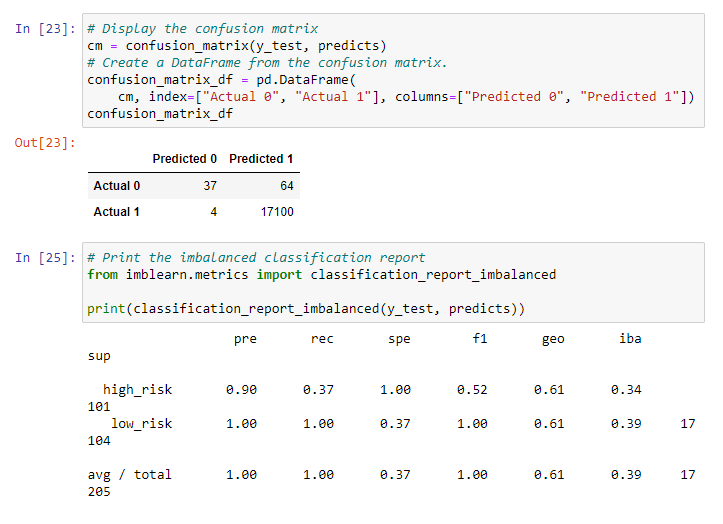 In [23]: # Display the confusion matrix
cm = confusion_matrix(y_test, predicts)
# Create a DataFrame from the confusion matrix.
confusion_matrix_df = pd.DataFrame(
    cm, index=["Actual 0", "Actual 1"], columns=["Predicted 0", "Predicted 1"])
confusion_matrix_df
Out[23]:
Predicted 0 Predicted 1
Actual 0 37 64
Actual 1 4 17100
In [25]: # Print the imbalanced classification report
from imblearn.metrics import classification_report_imbalanced
print(classification_report_imbalanced(y_test, predicts))
pre rec spe f1 geo iba
sup
high_risk 0.90 0.37 1.00 0.52 0.61 0.34
101
low_risk 1.00 1.00 0.37 1.00 0.61 0.39 17
104
avg / total 1.00 1.00 0.37 1.00 0.61 0.39 17
205